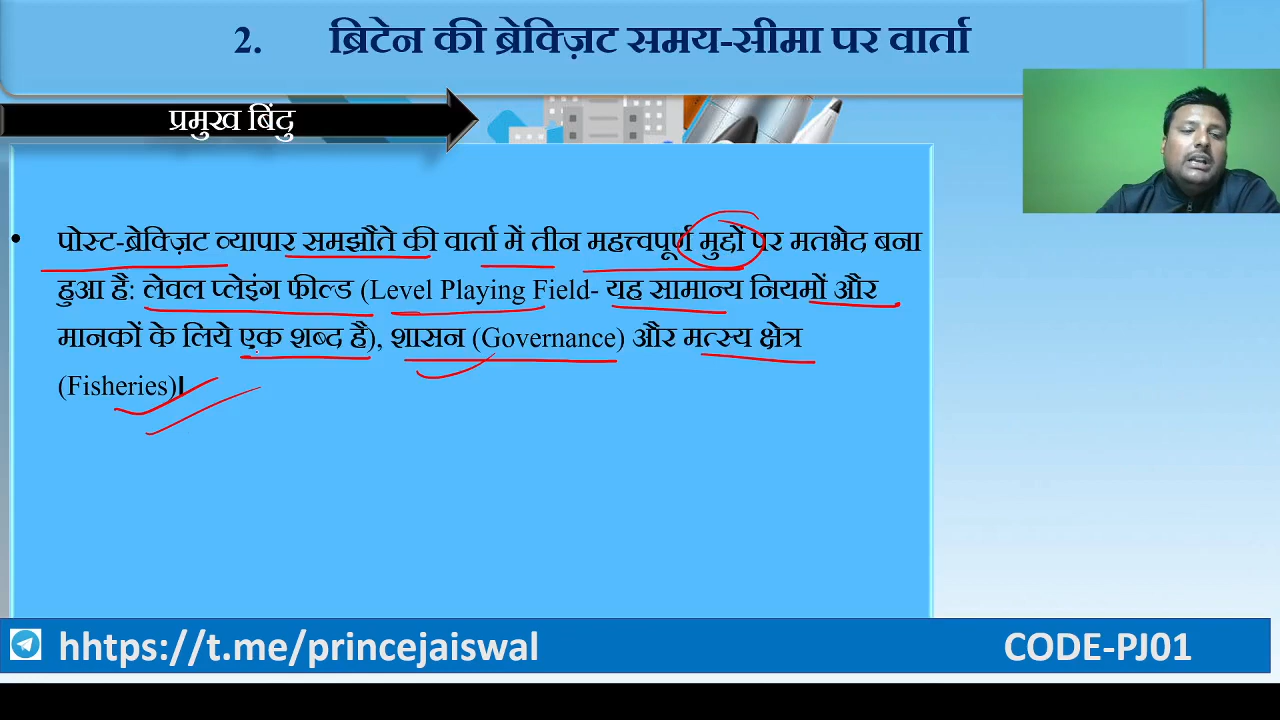 2. ब्रिटेन की ब्रेक्ज़िट समय-सीमा पर वार्ता
प्रमुख बिंदु
• पोस्ट-ब्रेक्ज़िट व्यापार समझौते की वार्ता में तीन महत्त्वपूर्ण मुद्दों पर मतभेद बना
हुआ है: लेवल प्लेइंग फील्ड (Level Playing Field- यह सामान्य नियमों और
मानकों के लिये एक शब्द है), शासन (Governance) और मत्स्य क्षेत्र
(Fisheries)।
hhtps://t.me/princejaiswal CODE-PJ01